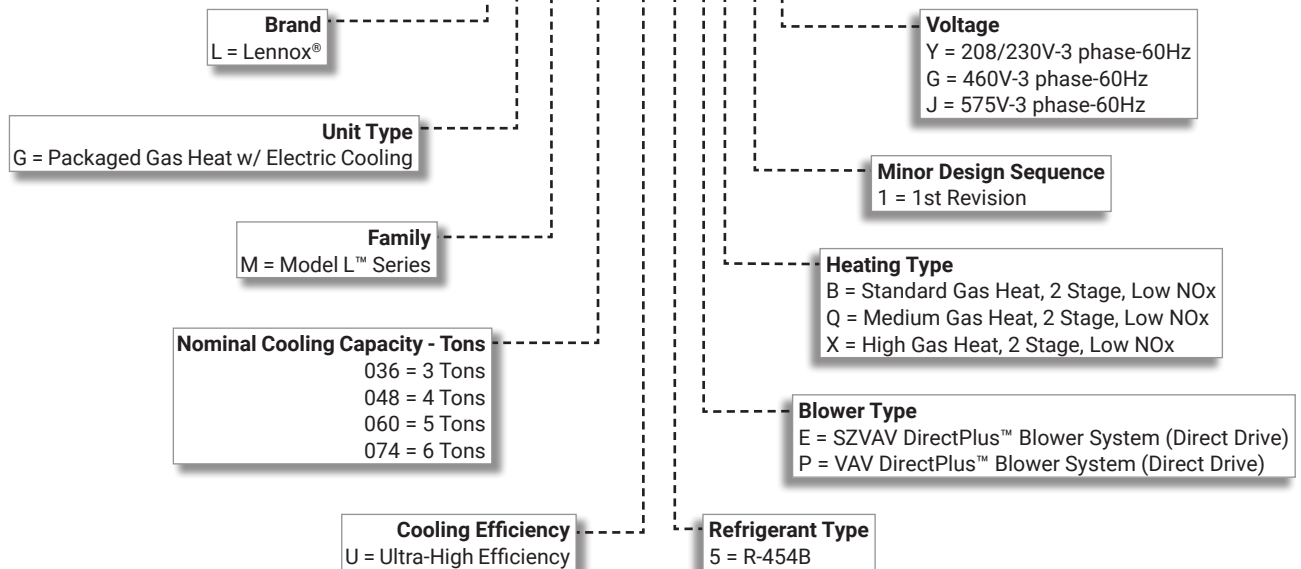 Brand
L = Lennox®
Unit Type
G = Packaged Gas Heat w/ Electric Cooling
Family
M = Model L™ Series
Nominal Cooling Capacity - Tons
036 = 3 Tons
048 = 4 Tons
060 = 5 Tons
074 = 6 Tons
Cooling Efficiency
U = Ultra-High Efficiency
Voltage
Y = 208/230V-3 phase-60Hz
G = 460V-3 phase-60Hz
J = 575V-3 phase-60Hz
Minor Design Sequence
1 = 1st Revision
Heating Type
B = Standard Gas Heat, 2 Stage, Low NOx
Q = Medium Gas Heat, 2 Stage, Low NOx
X = High Gas Heat, 2 Stage, Low NOx
Blower Type
E = SZVAV DirectPlus™ Blower System (Direct Drive)
P = VAV DirectPlus™ Blower System (Direct Drive)
Refrigerant Type
5 = R-454B